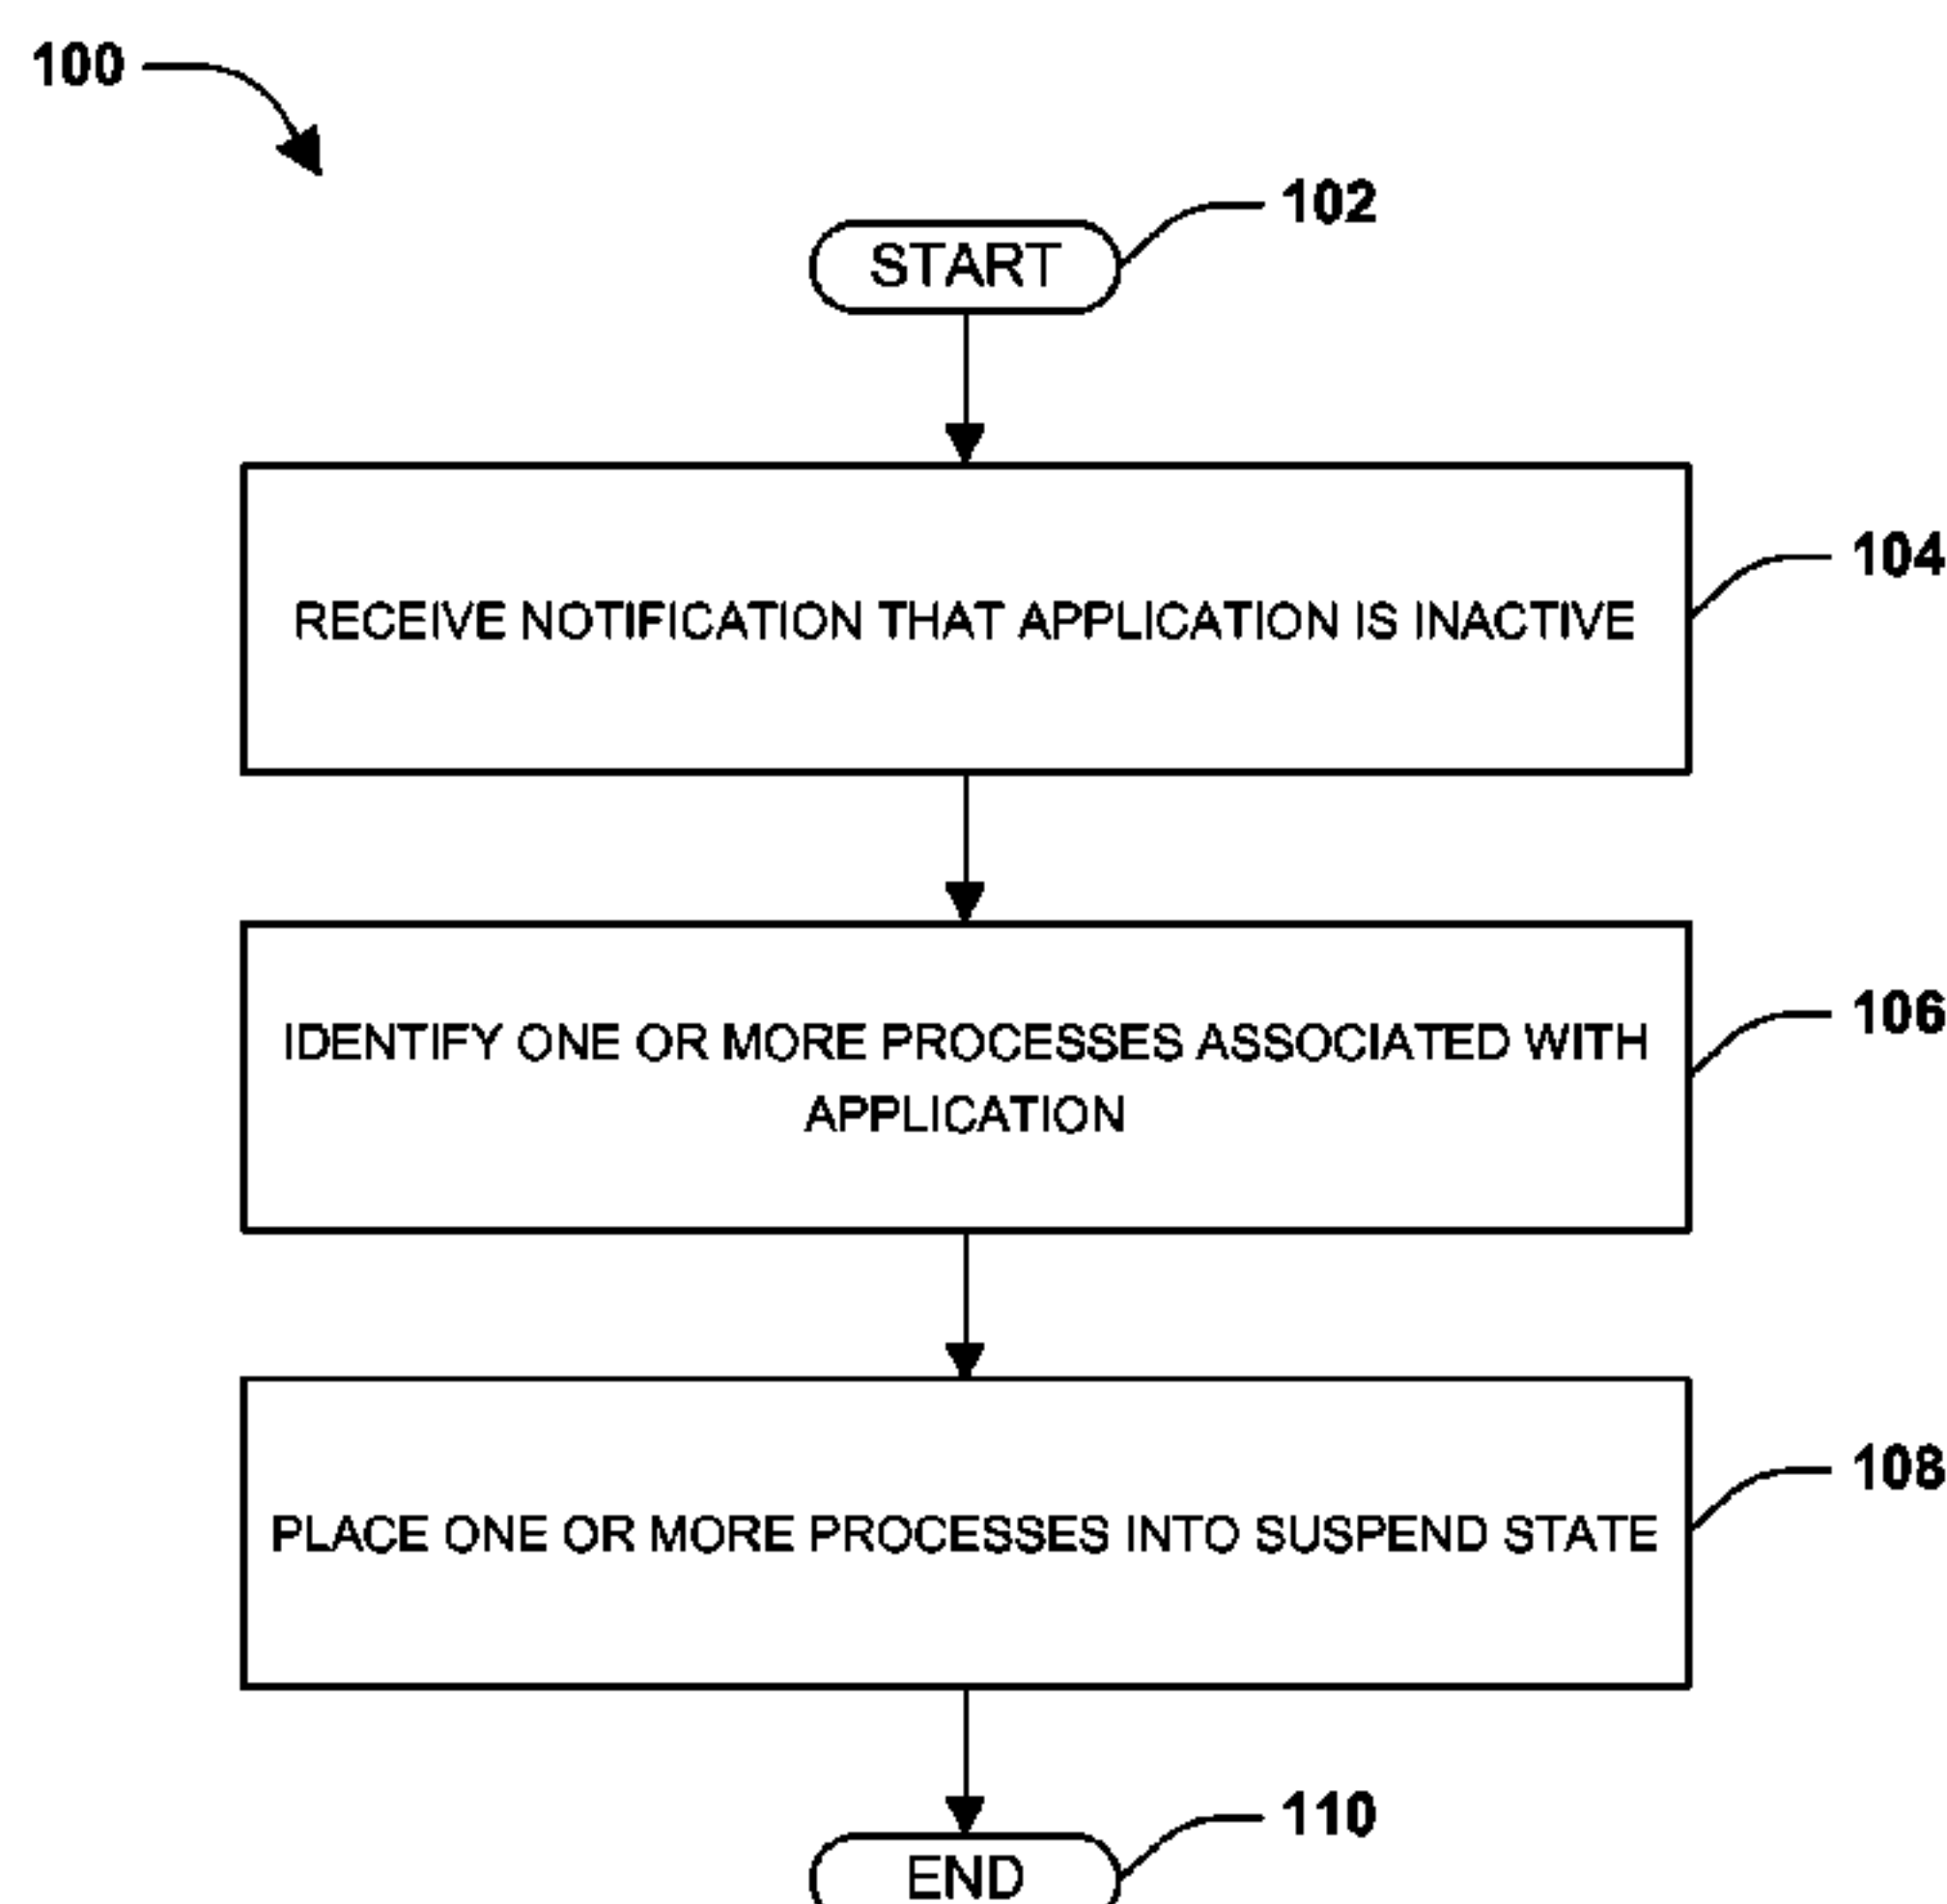 100
102
START
104
RECEIVE NOTIFICATION THAT APPLICATION IS INACTIVE
106
IDENTIFY ONE OR MORE PROCESSES ASSOCIATED WITH
APPLICATION
108
PLACE ONE OR MORE PROCESSES INTO SUSPEND STATE
110
END